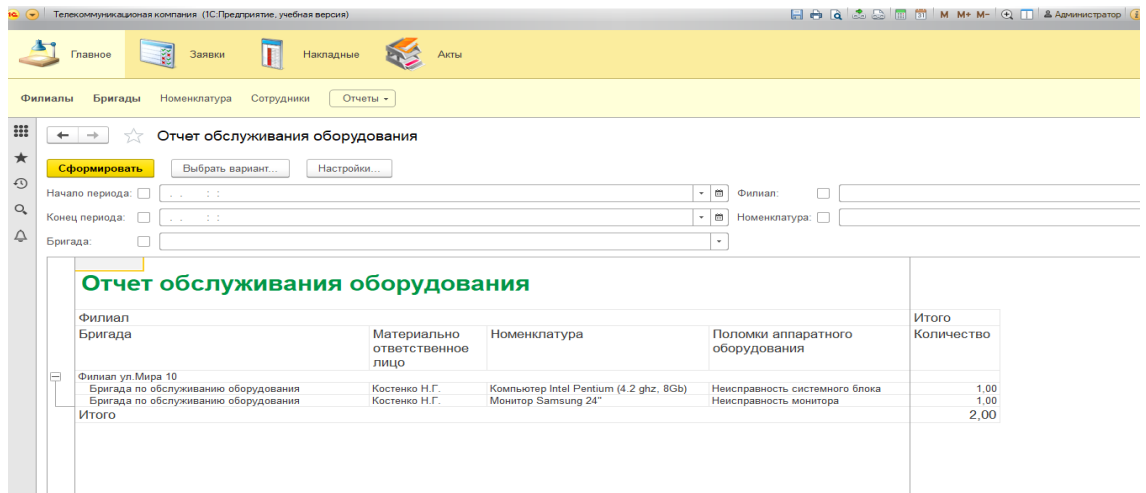 Телекоммуникационая компания (1С:Предприятие, учебная версия) M M+ M- Администратор
Главное Заявки Накладные Акты
Филиалы Бригады Номенклатура Сотрудники Отчеты
Отчет обслуживания оборудования
Сформировать Выбрать вариант... Настройки...
Начало периода: . . : : Филиал:
Конец периода: . . : : Номенклатура:
Бригада:
Отчет обслуживания оборудования
Филиал Итого
Бригада Материально ответственное лицо Номенклатура Поломки аппаратного оборудования Количество
Филиал ул.Мира 10
Бригада по обслуживанию оборудования Костенко Н.Г. Компьютер Intel Pentium (4.2 ghz, 8Gb) Неисправность системного блока 1,00
Бригада по обслуживанию оборудования Костенко Н.Г. Монитор Samsung 24" Неисправность монитора 1,00
Итого 2,00